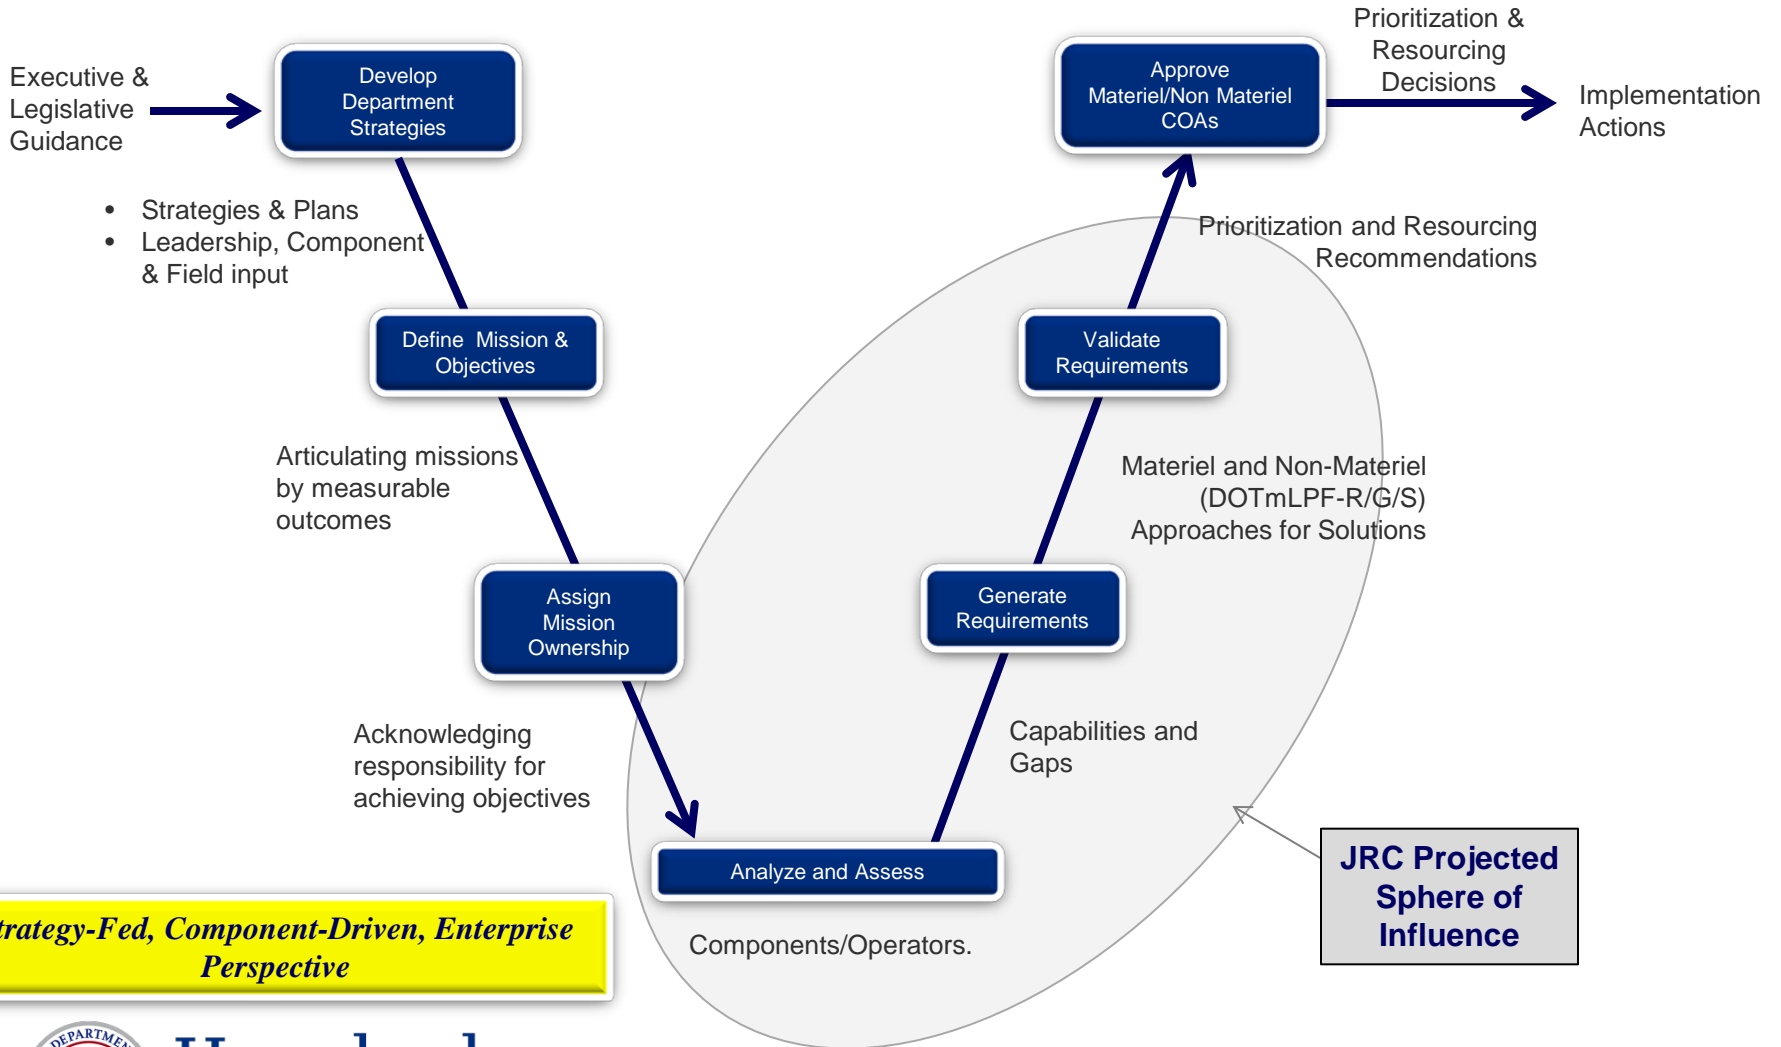 Executive &
Legislative
Guidance
Develop
Department
Strategies
• Strategies & Plans
• Leadership, Component
& Field input
Define Mission &
Objectives
Articulating missions
by measurable
outcomes
Assign
Mission
Ownership
Acknowledging
responsibility for
achieving objectives
Analyze and Assess
Components/Operators.
Capabilities and
Gaps
Generate
Requirements
Materiel and Non-Materiel
(DOTmLPF-R/G/S)
Approaches for Solutions
Validate
Requirements
Prioritization and Resourcing
Recommendations
Approve
Materiel/Non Materiel
COAs
Prioritization &
Resourcing
Decisions
Implementation
Actions
JRC Projected
Sphere of
Influence
trategy-Fed, Component-Driven, Enterprise
Perspective
DEPARTMEN